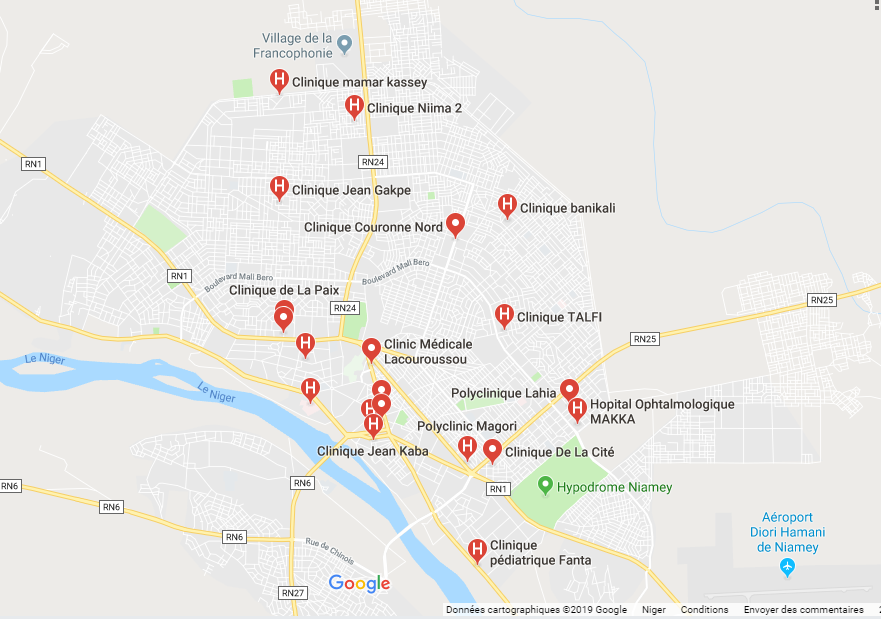 Village de la
Francophonie
H Clinique mamar kassey
H Clinique Niima 2
RN1
RN24
H Clinique Jean Gakpe
H Clinique banikali
Clinique Couronne Nord
Boulevard Mali Bero
Boulevard Mali Bero
RN1
Clinique de La Paix
RN24
RN25
H Clinique TALFI
H
Clinic Médicale
Lacouroussou
RN25
Le Niger
Le Niger
H
Polyclinique Lahia
H Hopital Ophtalmologique
MAKKA
H
H
Polyclinic Magori
Clinique Jean Kaba
H
Clinique De La Cité
RN6
RN6
RN1
Hypodrome Niamey
RN6
RN6
Rue de Chinois
H Clinique
pédiatrique Fanta
Aéroport
Diori Hamani
de Niamey
Google
RN27
Données cartographiques ©2019 Google Niger Conditions Envoyer des commentaires 2